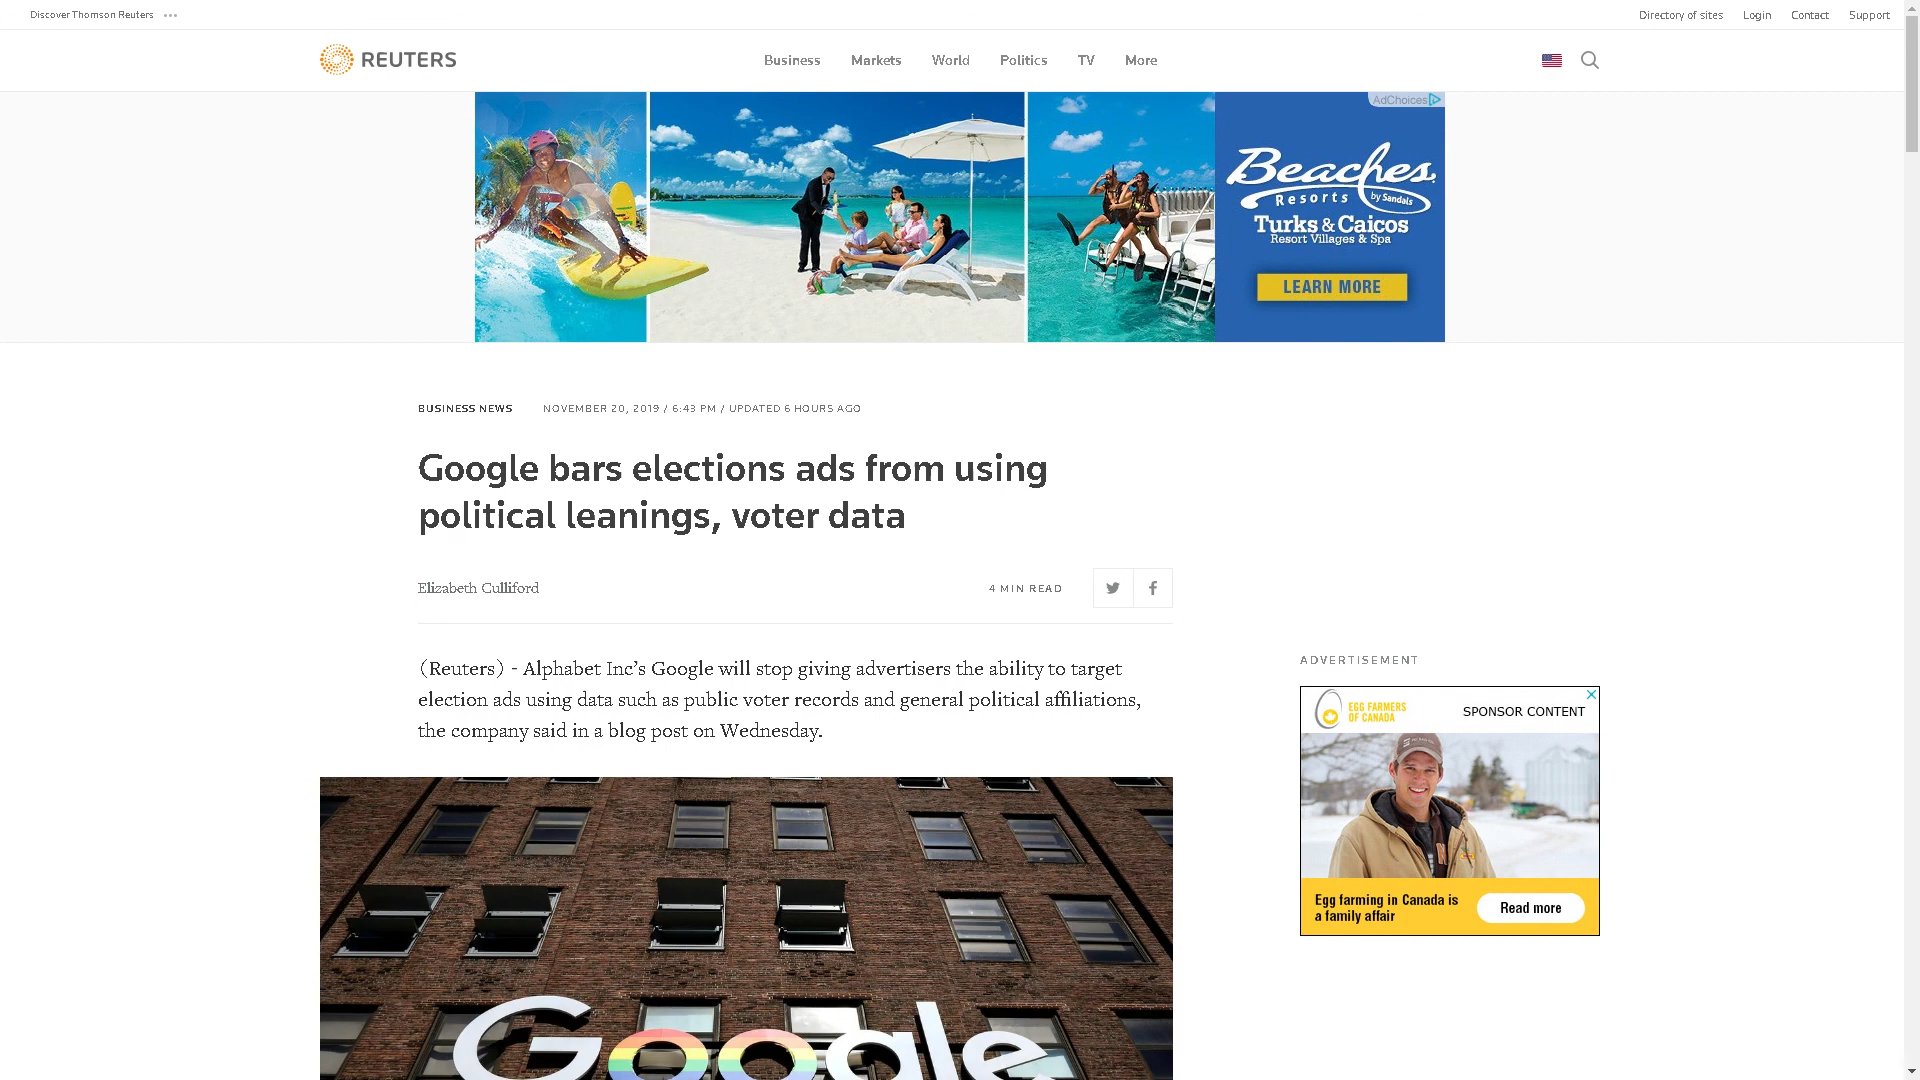 Discover Thomson Reuters
Directory of sites Login Contact Support
REUTERS
Business Markets World Politics TV More
AdChoices
Beaches
Resorts by Sandals
Turks & Caicos
Resort Villages & Spa
LEARN MORE
BUSINESS NEWS NOVEMBER 20, 2019 / 6:43 PM / UPDATED 6 HOURS AGO
Google bars elections ads from using
political leanings, voter data
Elizabeth Culliford 4 MIN READ
(Reuters) - Alphabet Inc’s Google will stop giving advertisers the ability to target
election ads using data such as public voter records and general political affiliations,
the company said in a blog post on Wednesday.
ADVERTISEMENT
EGG FARMERS
OF CANADA
SPONSOR CONTENT
Egg farming in Canada is
a family affair
Read more
Google